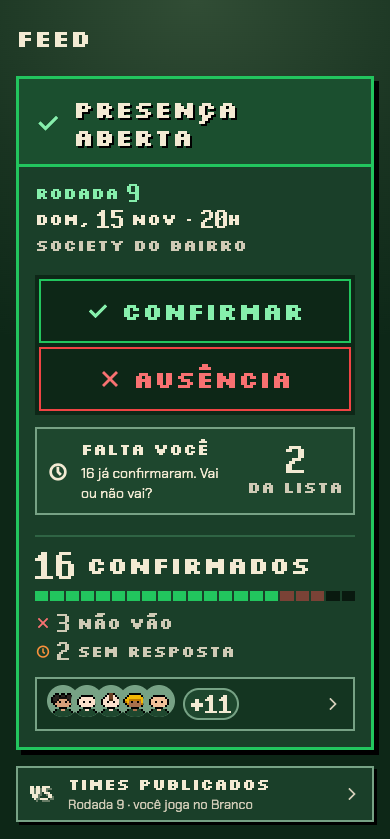 FEED
PRESENÇA
ABERTA
RODADA 9
DOM, 15 NOV · 20H
SOCIETY DO BAIRRO
CONFIRMAR
AUSÊNCIA
FALTA VOCÊ
16 já confirmaram. Vai
ou não vai?
2
DA LISTA
16 CONFIRMADOS
3 NÃO VÃO
2 SEM RESPOSTA
+11
VS
TIMES PUBLICADOS
Rodada 9 · você joga no Branco